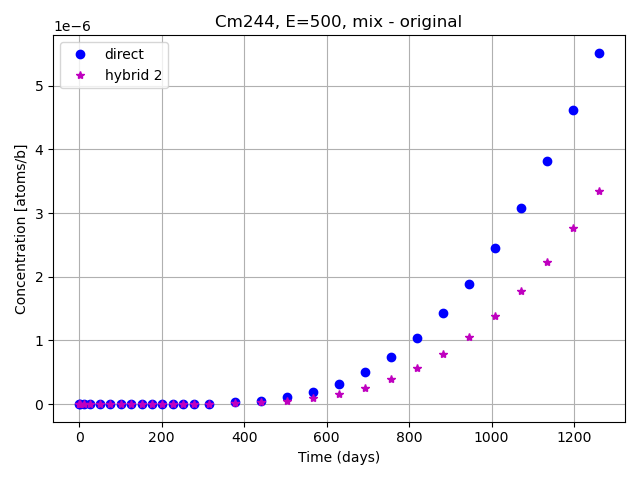 Cm244, E=500, mix - original
1e−6
direct
hybrid 2
5
4
3
2
1
0
Concentration [atoms/b]
0 200 400 600 800 1000 1200
Time (days)